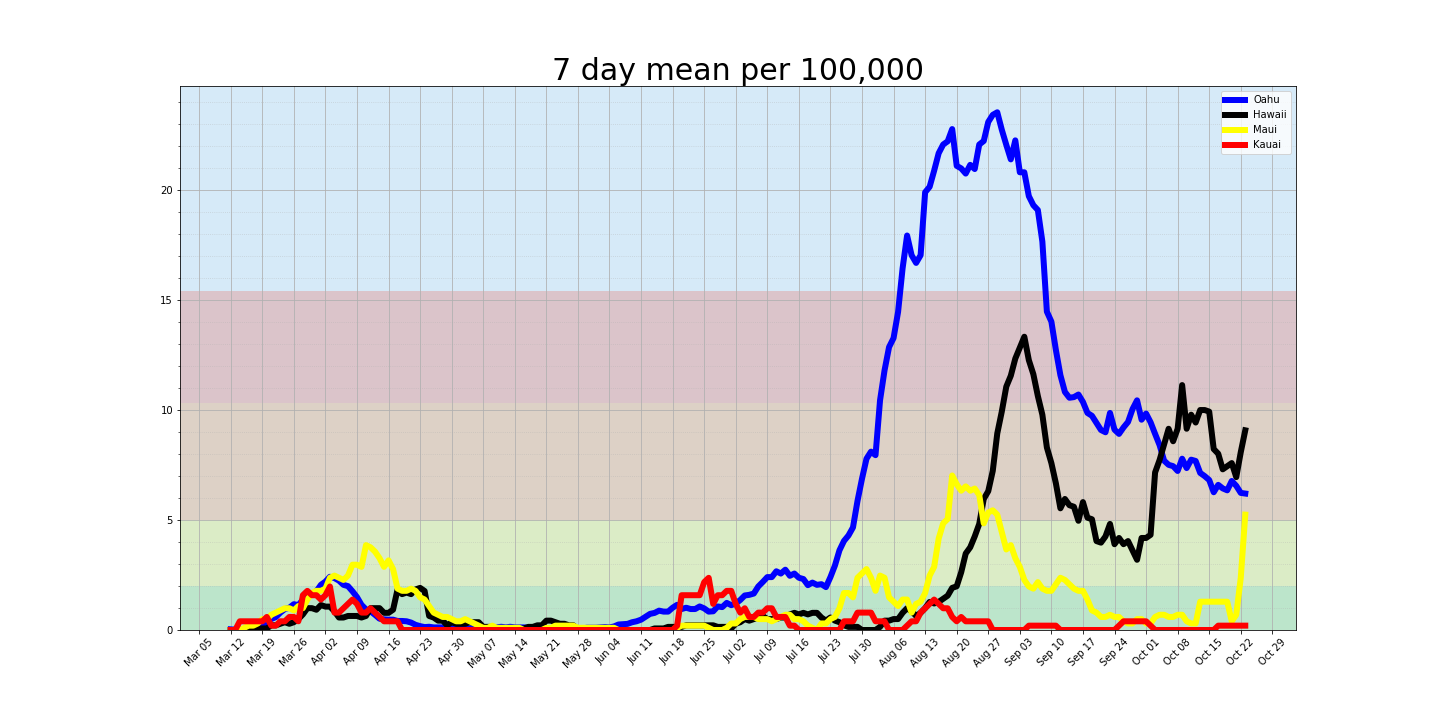 7 day mean per 100,000
Oahu
Hawaii
Maui
Kauai
20
15
10
5
0
Mar 05
Mar 12
Mar 19
Mar 26
Apr 02
Apr 09
Apr 16
Apr 23
Apr 30
May 07
May 14
May 21
May 28
Jun 04
Jun 11
Jun 18
Jun 25
Jul 02
Jul 09
Jul 16
Jul 23
Jul 30
Aug 06
Aug 13
Aug 20
Aug 27
Sep 03
Sep 10
Sep 17
Sep 24
Oct 01
Oct 08
Oct 15
Oct 22
Oct 29